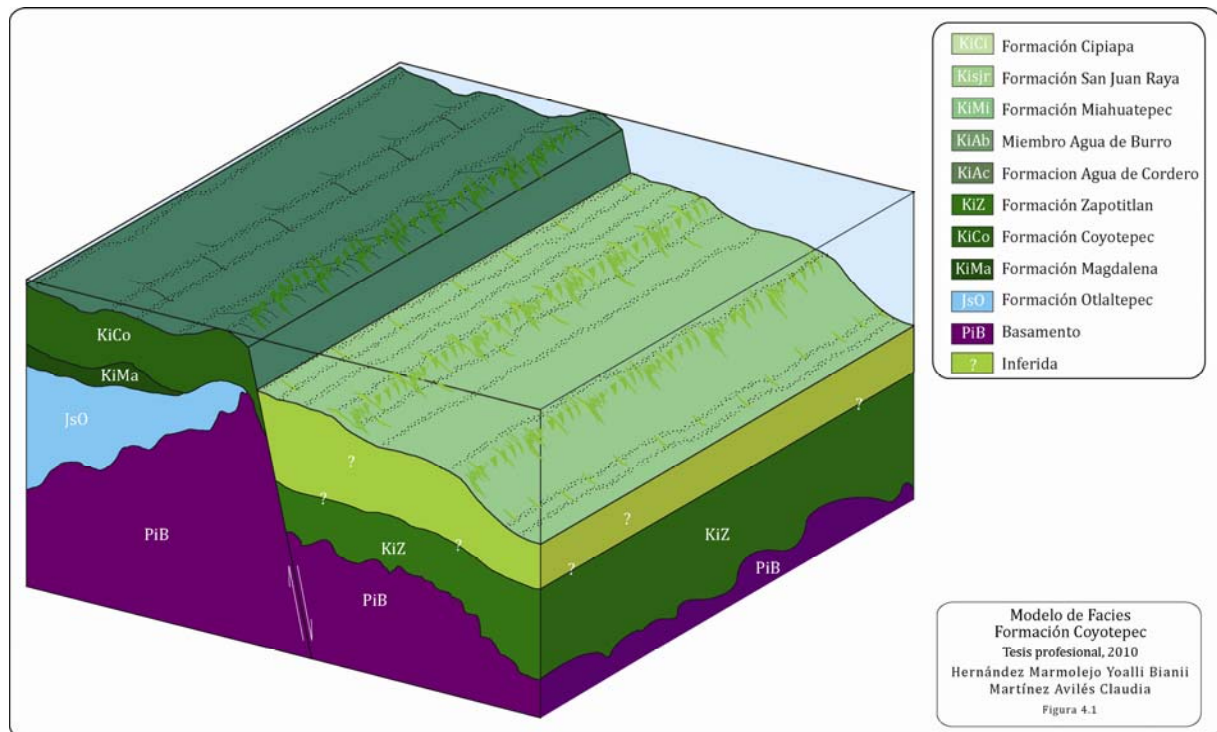 KiCi Formación Cipiapa
Kisjr Formación San Juan Raya
KiMi Formación Miahuatepec
KiAb Miembro Agua de Burro
KiAc Formacion Agua de Cordero
KiZ Formación Zapotitlan
KiCo Formación Coyotepec
KiMa Formación Magdalena
JsO Formación Otlaltepec
PiB Basamento
? Inferida
KiCo
KiMa
JsO
PiB
?
?
KiZ
?
PiB
?
?
?
KiZ
PiB
Modelo de Facies
Formación Coyotepec
Tesis profesional, 2010
Hernández Marmolejo Yoalli Bianii
Martínez Avilés Claudia
Figura 4.1